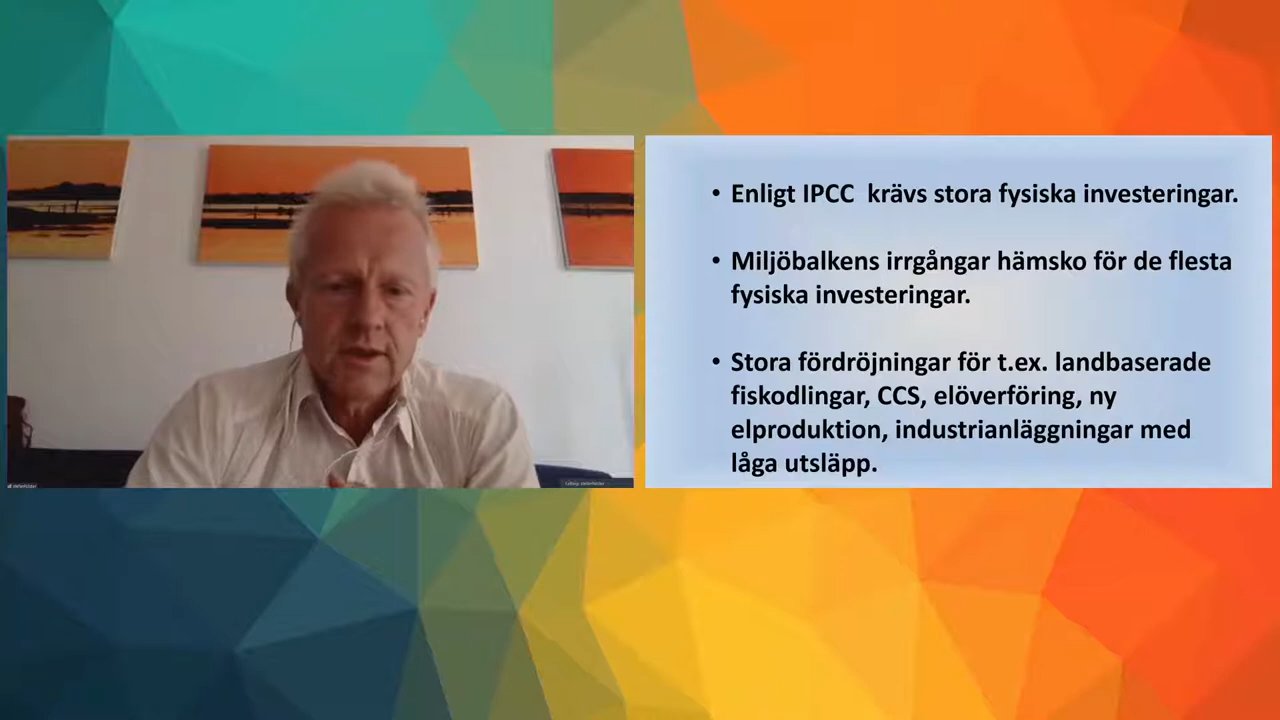 • Enligt IPCC  krävs stora fysiska investeringar.
• Miljöbalkens irrgångar hämsko för de flesta
fysiska investeringar.
• Stora fördröjningar för t.ex. landbaserade
fiskodlingar, CCS, elöverföring, ny
elproduktion, industrianläggningar med
låga utsläpp.